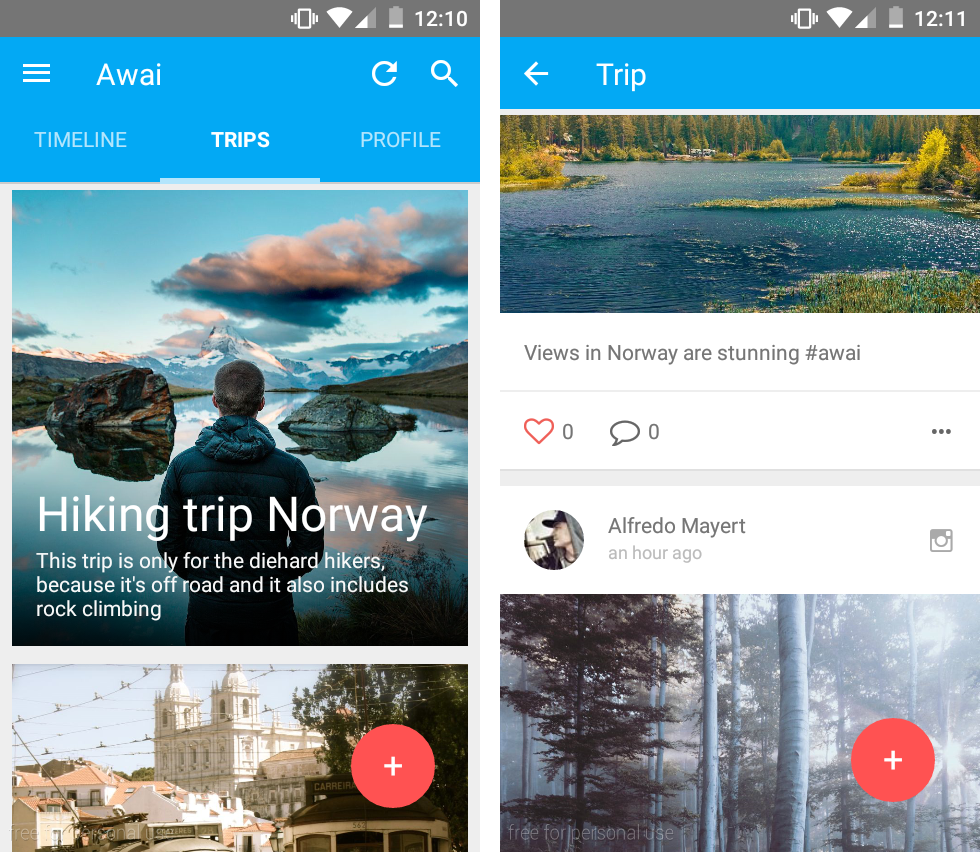 12:10
Awai
TIMELINE
TRIPS
PROFILE
Hiking trip Norway
This trip is only for the diehard hikers,
because it's off road and it also includes
rock climbing
CARREIRA
free for personal use
12:11
Trip
Views in Norway are stunning #awai
0
0
Alfredo Mayert
an hour ago
free for personal use